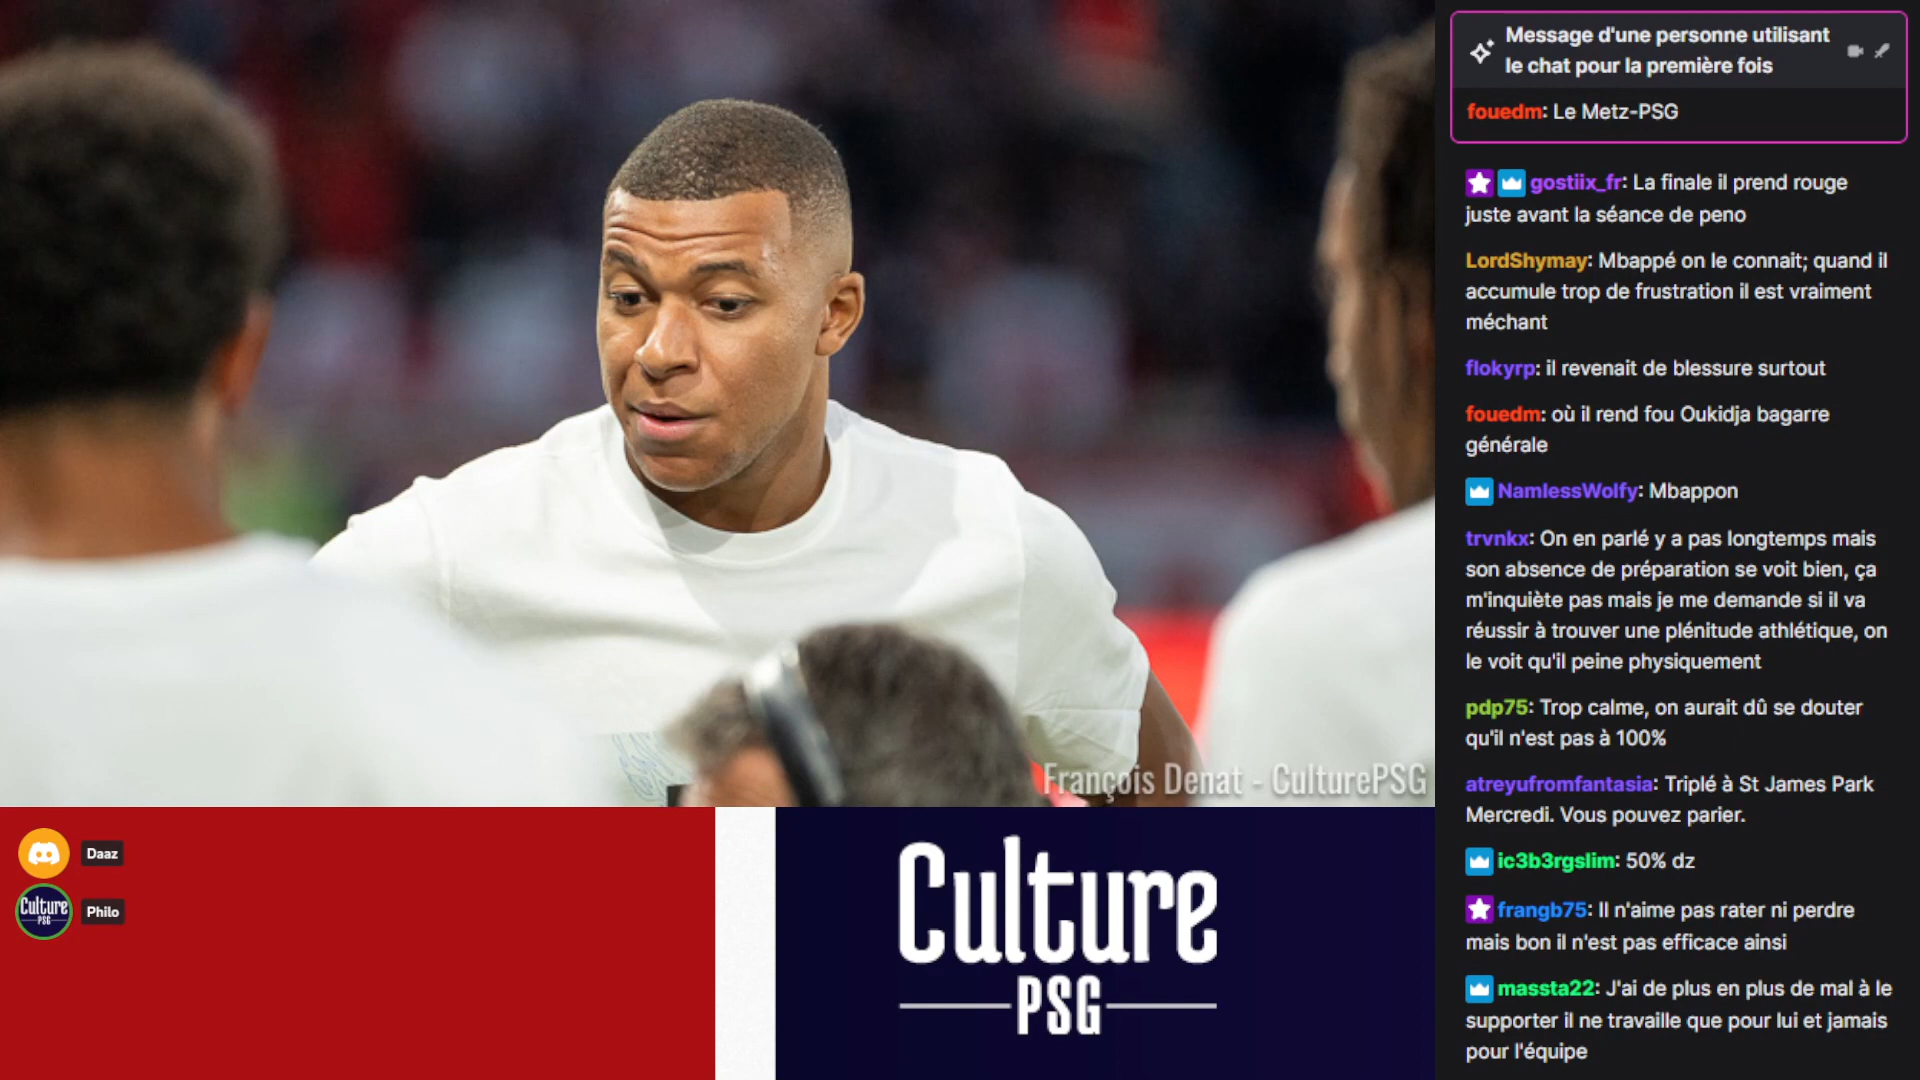 François Denat - CulturePSG
Daaz
Culture
PSG
Philo
Culture
PSG
Message d'une personne utilisant
le chat pour la première fois
fouedm: Le Metz-PSG
gostiix_fr: La finale il prend rouge
juste avant la séance de peno
LordShymay: Mbappé on le connait; quand il
accumule trop de frustration il est vraiment
méchant
flokyrp: il revenait de blessure surtout
fouedm: où il rend fou Oukidja bagarre
générale
NamlessWolfy: Mbappon
trvnkx: On en parlé y a pas longtemps mais
son absence de préparation se voit bien, ça
m'inquiète pas mais je me demande si il va
réussir à trouver une plénitude athlétique, on
le voit qu'il peine physiquement
pdp75: Trop calme, on aurait dû se douter
qu'il n'est pas à 100%
atreyufromfantasia: Triplé à St James Park
Mercredi. Vous pouvez parier.
ic3b3rgslim: 50% dz
frangb75: Il n'aime pas rater ni perdre
mais bon il n'est pas efficace ainsi
massta22: J'ai de plus en plus de mal à le
supporter il ne travaille que pour lui et jamais
pour l'équipe